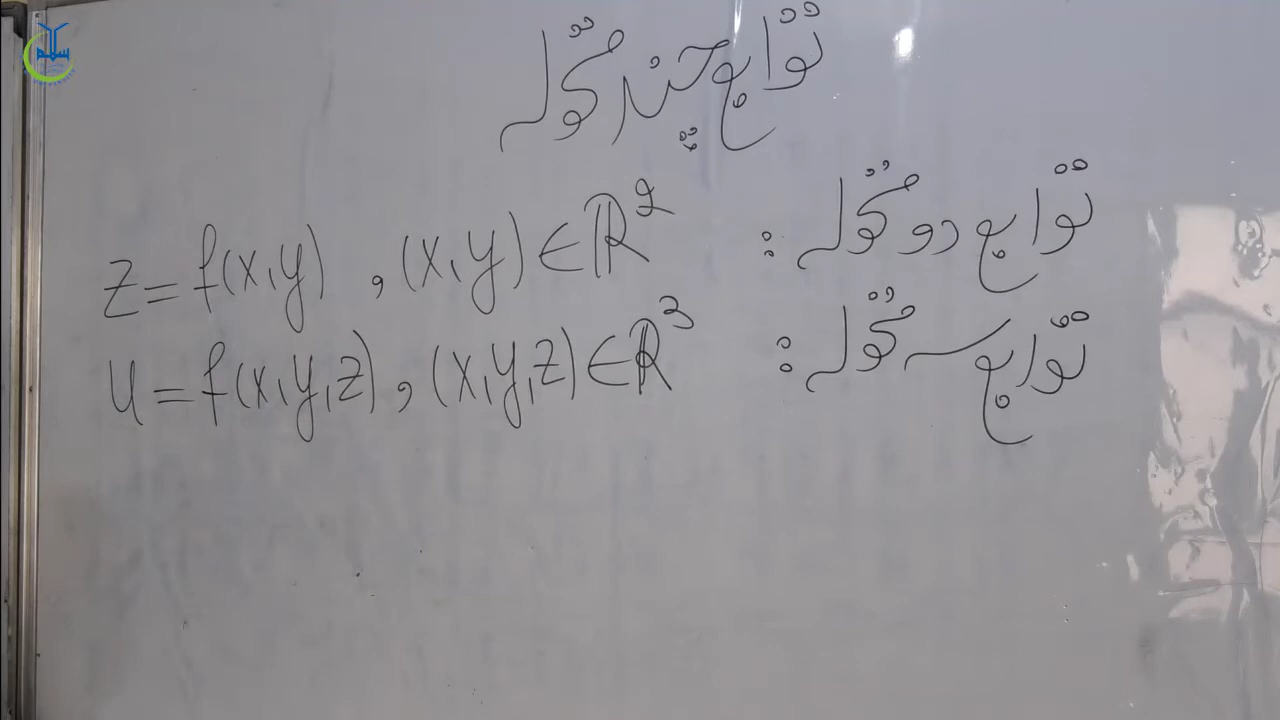 توابع چند متحوله
توابع دو متحوله : z = f(x,y) , (x,y) ∈ ℝ²
توابع سه متحوله : u = f(x,y,z) , (x,y,z) ∈ ℝ³